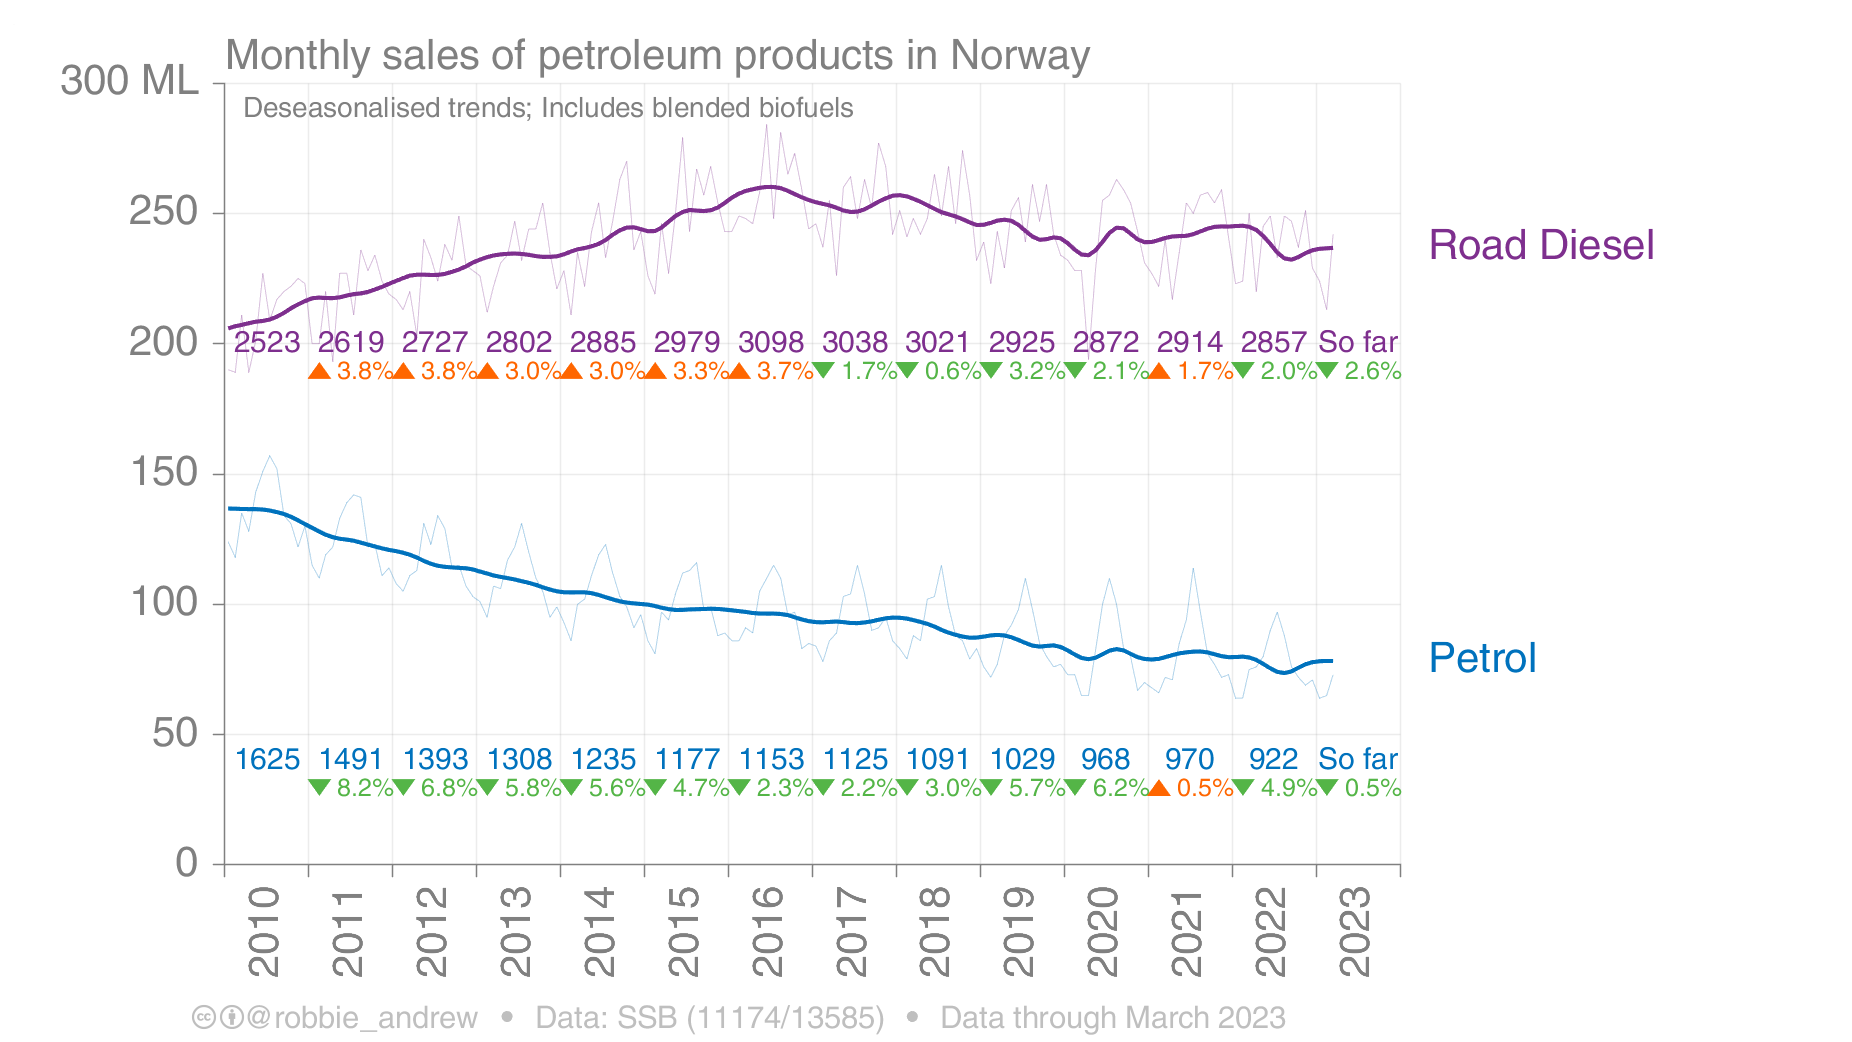 Monthly sales of petroleum products in Norway
300 ML
Deseasonalised trends; Includes blended biofuels
250
Road Diesel
200
2523 2619 2727 2802 2885 2979 3098 3038 3021 2925 2872 2914 2857 So far
3.8% 3.8% 3.0% 3.0% 3.3% 3.7% 1.7% 0.6% 3.2% 2.1% 1.7% 2.0% 2.6%
150
100
Petrol
50
1625 1491 1393 1308 1235 1177 1153 1125 1091 1029 968 970 922 So far
8.2% 6.8% 5.8% 5.6% 4.7% 2.3% 2.2% 3.0% 5.7% 6.2% 0.5% 4.9% 0.5%
0
2010 2011 2012 2013 2014 2015 2016 2017 2018 2019 2020 2021 2022 2023
cc @robbie_andrew • Data: SSB (11174/13585) • Data through March 2023